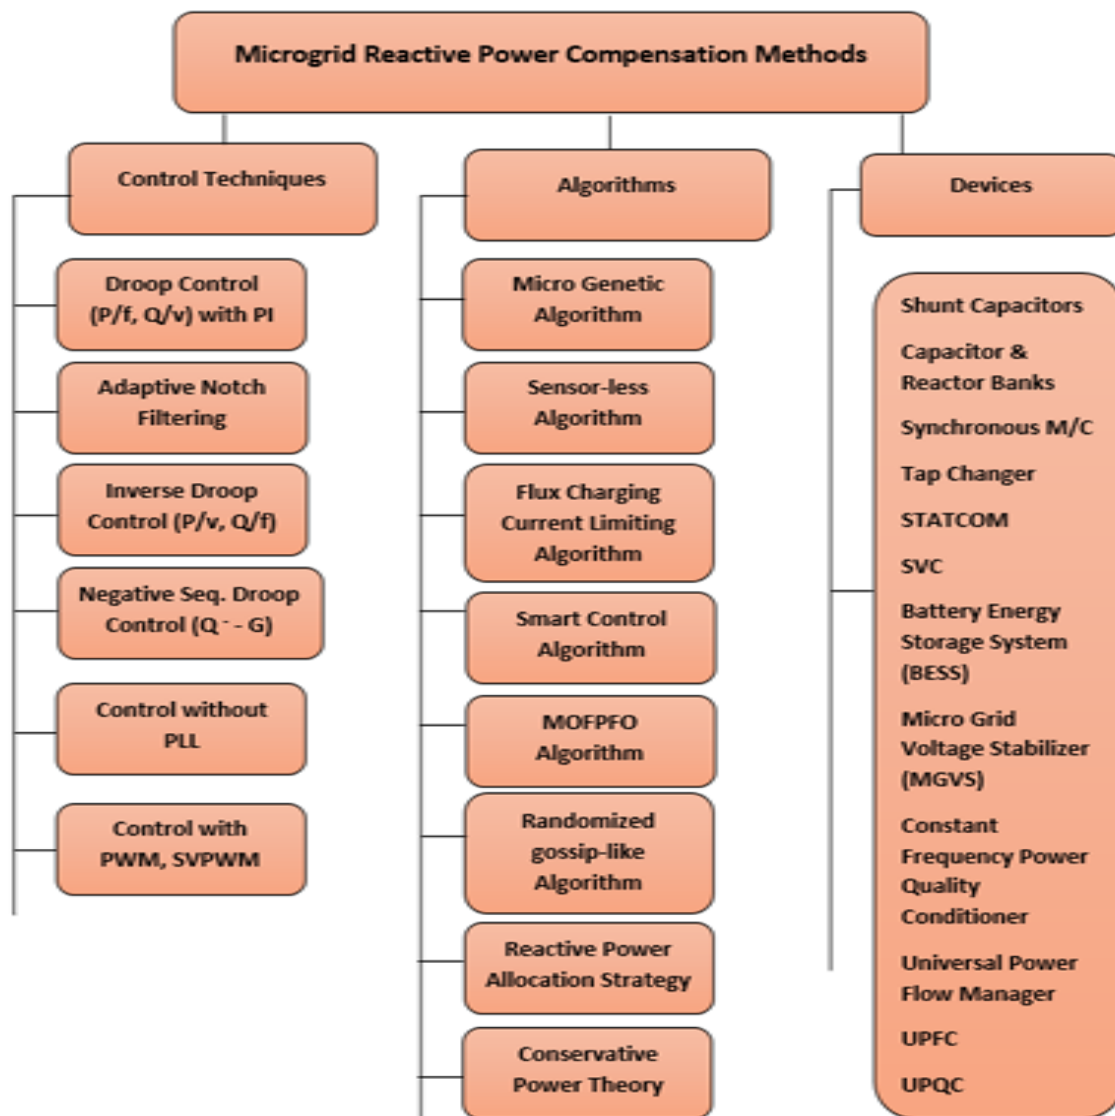 Microgrid Reactive Power Compensation Methods
Control Techniques
Droop Control
(P/f, Q/v) with PI
Adaptive Notch
Filtering
Inverse Droop
Control (P/v, Q/f)
Negative Seq. Droop
Control (Q⁻ - G)
Control without
PLL
Control with
PWM, SVPWM
Algorithms
Micro Genetic
Algorithm
Sensor-less
Algorithm
Flux Charging
Current Limiting
Algorithm
Smart Control
Algorithm
MOFPFO
Algorithm
Randomized
gossip-like
Algorithm
Reactive Power
Allocation Strategy
Conservative
Power Theory
Devices
Shunt Capacitors
Capacitor &
Reactor Banks
Synchronous M/C
Tap Changer
STATCOM
SVC
Battery Energy
Storage System
(BESS)
Micro Grid
Voltage Stabilizer
(MGVS)
Constant
Frequency Power
Quality
Conditioner
Universal Power
Flow Manager
UPFC
UPQC